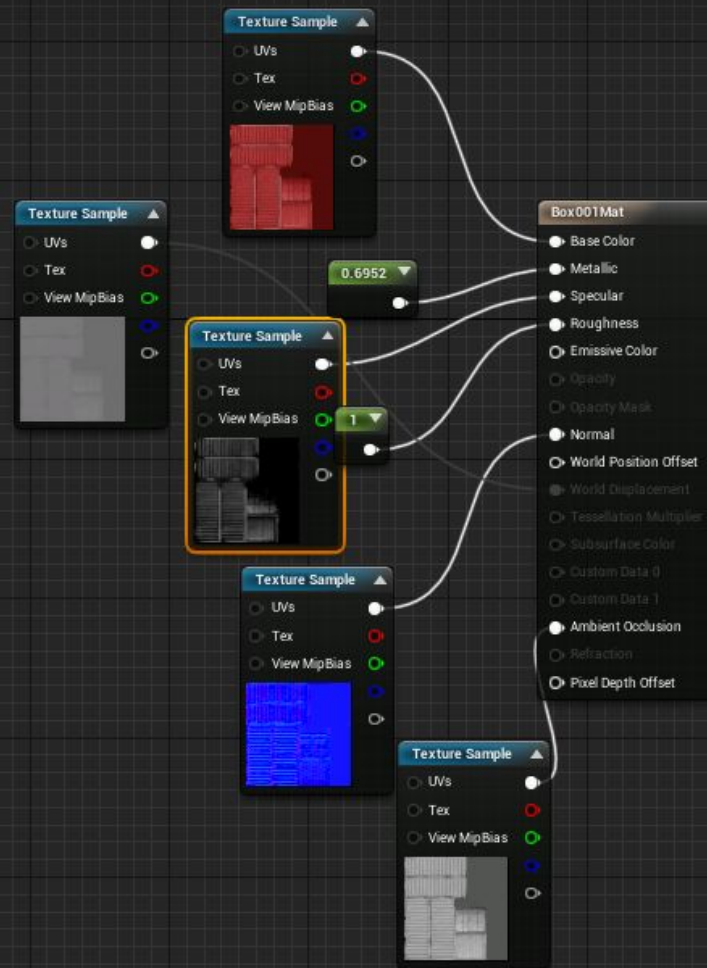 Texture Sample
UVs
Tex
View MipBias
Texture Sample
UVs
Tex
View MipBias
0.6952
Texture Sample
UVs
Tex
View MipBias
1
Texture Sample
UVs
Tex
View MipBias
Texture Sample
UVs
Tex
View MipBias
Box001Mat
Base Color
Metallic
Specular
Roughness
Emissive Color
Opacity
Opacity Mask
Normal
World Position Offset
World Displacement
Tessellation Multiplier
Subsurface Color
Custom Data 0
Custom Data 1
Ambient Occlusion
Refraction
Pixel Depth Offset